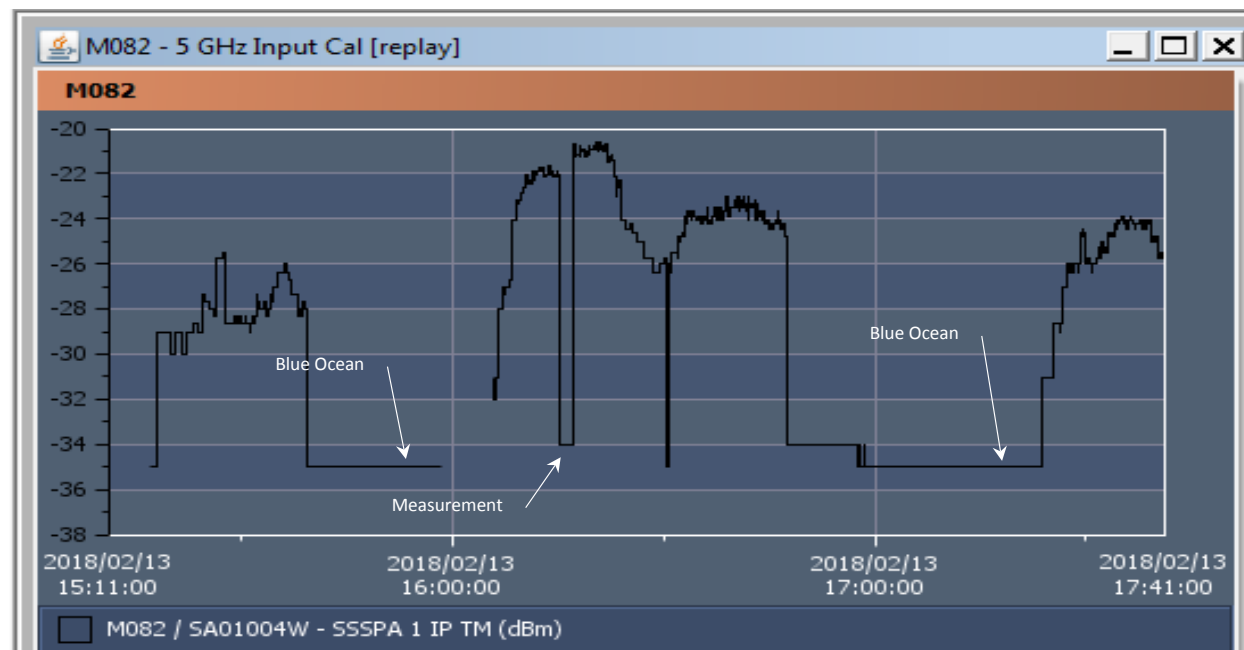 M082 - 5 GHz Input Cal [replay]
M082
-20
-22
-24
-26
-28
-30
-32
-34
-36
-38
Blue Ocean
Blue Ocean
Measurement
2018/02/13 2018/02/13 2018/02/13 2018/02/13
15:11:00 16:00:00 17:00:00 17:41:00
M082 / SA01004W - SSSPA 1 IP TM (dBm)